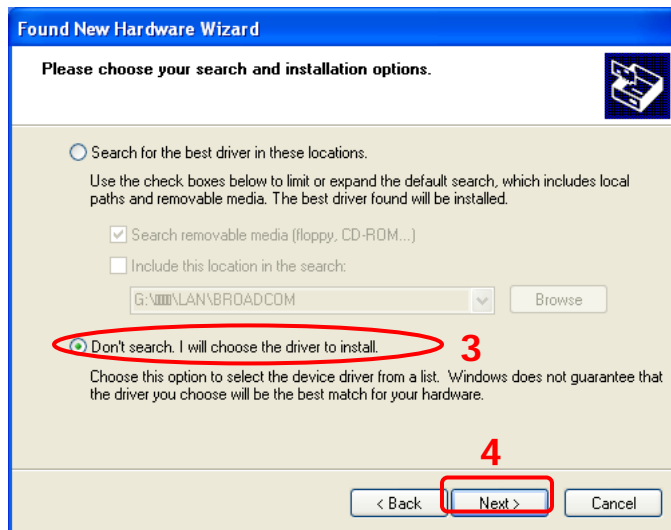 Found New Hardware Wizard
Please choose your search and installation options.
Search for the best driver in these locations.
Use the check boxes below to limit or expand the default search, which includes local
paths and removable media. The best driver found will be installed.
Search removable media (floppy, CD-ROM...)
Include this location in the search:
G:\\LAN\BROADCOM
Browse
Don't search. I will choose the driver to install.
3
Choose this option to select the device driver from a list. Windows does not guarantee that
the driver you choose will be the best match for your hardware.
4
< Back Next > Cancel